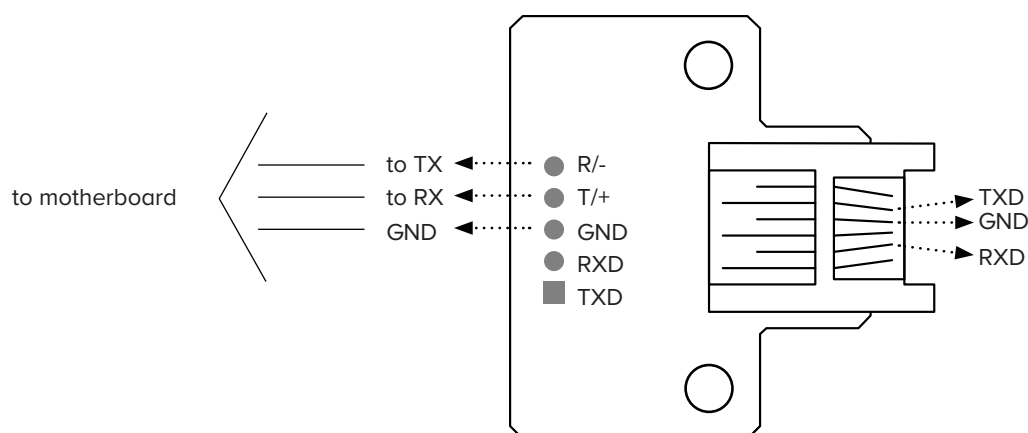 to motherboard
to TX
to RX
GND
R/-
T/+
GND
RXD
TXD
TXD
GND
RXD